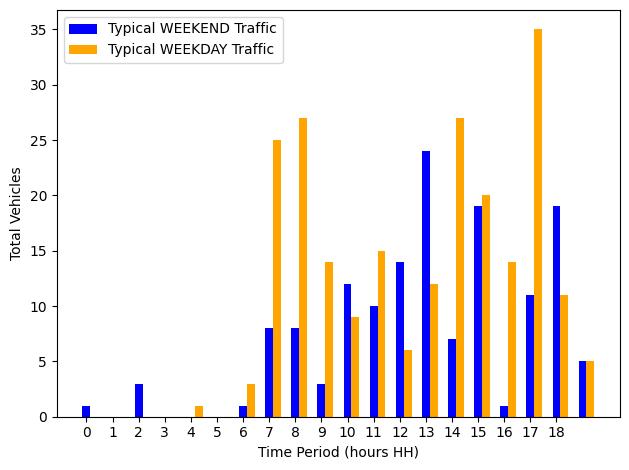 Typical WEEKEND Traffic
Typical WEEKDAY Traffic
35
30
25
20
15
10
5
0
Total Vehicles
0 1 2 3 4 5 6 7 8 9 10 11 12 13 14 15 16 17 18
Time Period (hours HH)